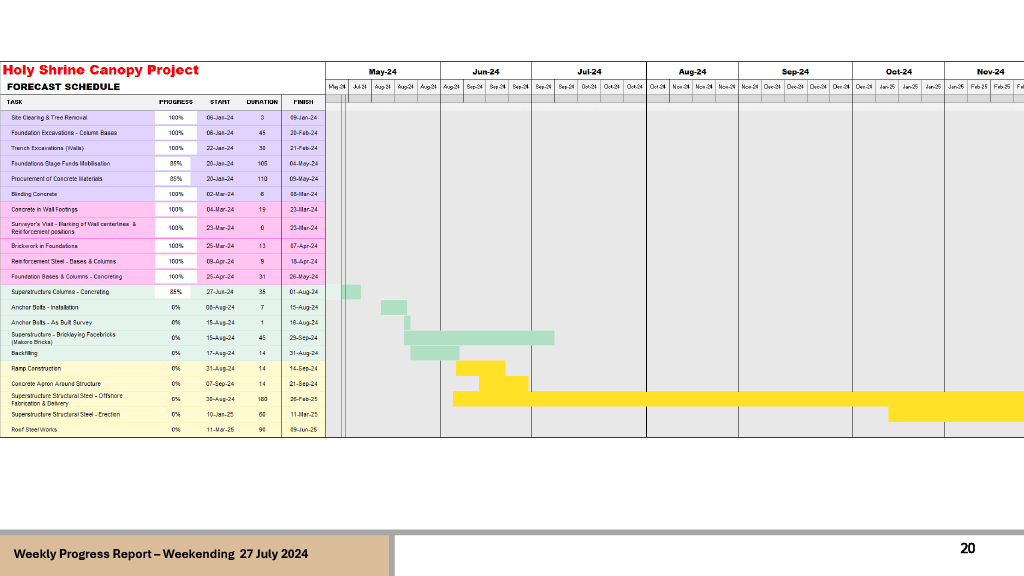 Holy Shrine Canopy Project
FORECAST SCHEDULE
May-24 Jun-24 Jul-24 Aug-24 Sep-24 Oct-24 Nov-24
May-24 Jul-24 Aug-24 Aug-24 Aug-24 Aug-24 Sep-24 Sep-24 Sep-24 Sep-24 Sep-24 Oct-24 Oct-24 Oct-24 Oct-24 Nov-24 Nov-24 Nov-24 Nov-24 Dec-24 Dec-24 Dec-24 Dec-24 Dec-24 Jan-25 Jan-25 Jan-25 Jan-25 Feb-25 Feb-25
TASK PROGRESS START DURATION FINISH
Site Clearing & Tree Removal 100% 06-Jan-24 3 09-Jan-24
Foundation Excavations - Column Bases 100% 06-Jan-24 45 20-Feb-24
Trench Excavations (Walls) 100% 22-Jan-24 30 21-Feb-24
Foundations Stage Funds Mobilisation 85% 20-Jan-24 105 04-May-24
Procurement of Concrete Materials 85% 20-Jan-24 110 09-May-24
Blinding Concrete 100% 02-Mar-24 6 08-Mar-24
Concrete in Wall Footings 100% 04-Mar-24 19 23-Mar-24
Surveyor's Visit - Marking of Wall centerlines &
Reinforcement positions 100% 23-Mar-24 0 23-Mar-24
Brickwork in Foundations 100% 25-Mar-24 13 07-Apr-24
Reinforcement Steel - Bases & Columns 100% 09-Apr-24 9 18-Apr-24
Foundation Bases & Columns - Concreting 100% 25-Apr-24 31 26-May-24
Superstructure Columns - Concreting 85% 27-Jun-24 35 01-Aug-24
Anchor Bolts - Installation 0% 08-Aug-24 7 15-Aug-24
Anchor Bolts - As Built Survey 0% 15-Aug-24 1 16-Aug-24
Superstructure - Bricklaying Facebricks
(Makoro Bricks) 0% 15-Aug-24 45 29-Sep-24
Backfilling 0% 17-Aug-24 14 31-Aug-24
Ramp Construction 0% 31-Aug-24 14 14-Sep-24
Concrete Apron Around Structure 0% 07-Sep-24 14 21-Sep-24
Superstructure Structural Steel - Offshore
Fabrication & Delivery 0% 30-Aug-24 180 26-Feb-25
Superstructure Structural Steel - Erection 0% 10-Jan-25 60 11-Mar-25
Roof Steel Works 0% 11-Mar-25 90 09-Jun-25
Weekly Progress Report – Weekending 27 July 2024
20